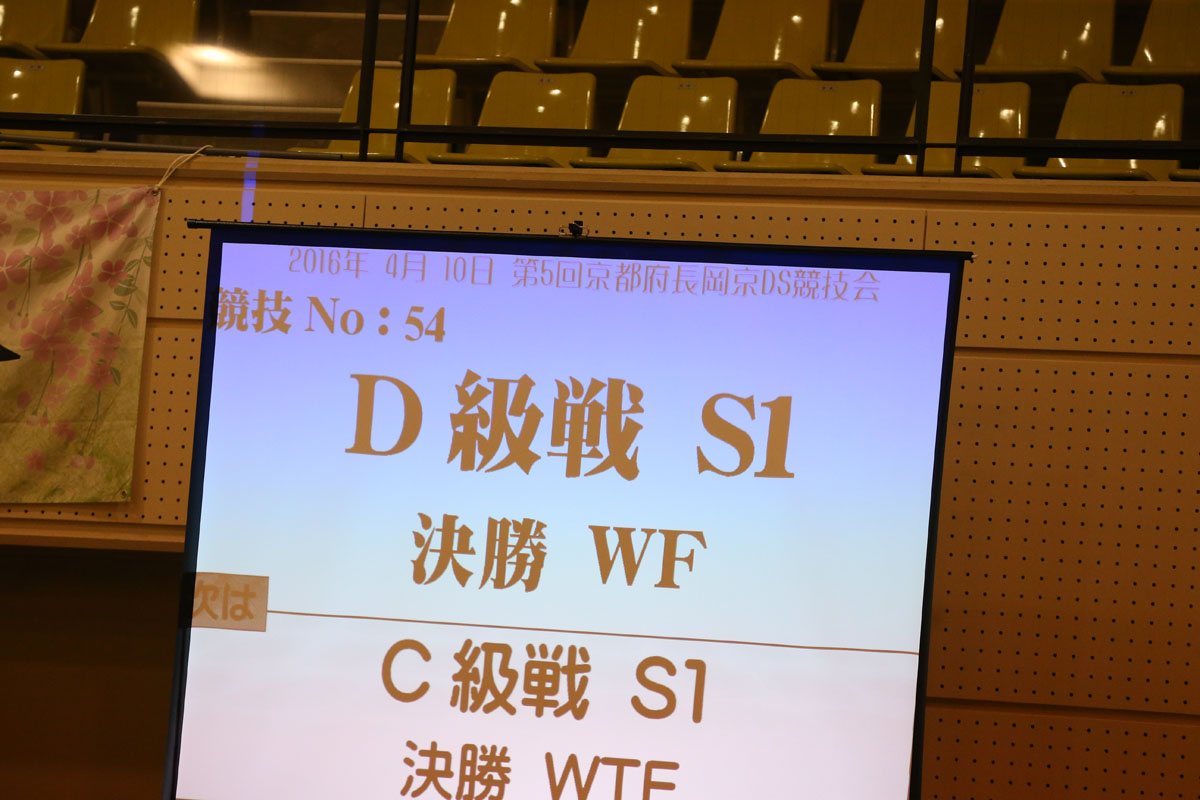 2016年 4月 10日 第5回京都府長岡京DS競技会
競技 No：54
D 級戦 S1
決勝 WF
次は
C 級戦 S1
決勝 WTF